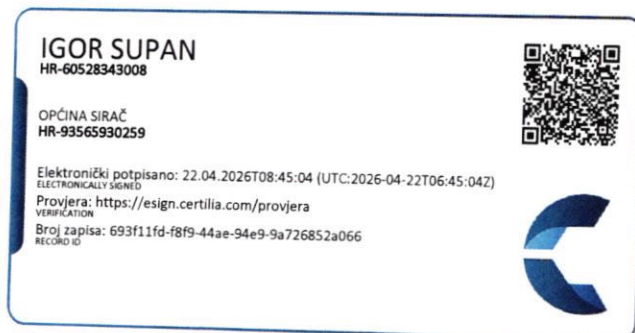 IGOR SUPAN
HR-60528343008
OPĆINA SIRAČ
HR-93565930259
Elektronički potpisano: 22.04.2026T08:45:04 (UTC:2026-04-22T06:45:04Z)
ELECTRONICALLY SIGNED
Provjera: https://esign.certilia.com/provjera
VERIFICATION
Broj zapisa: 693f11fd-f8f9-44ae-94e9-9a726852a066
RECORD ID